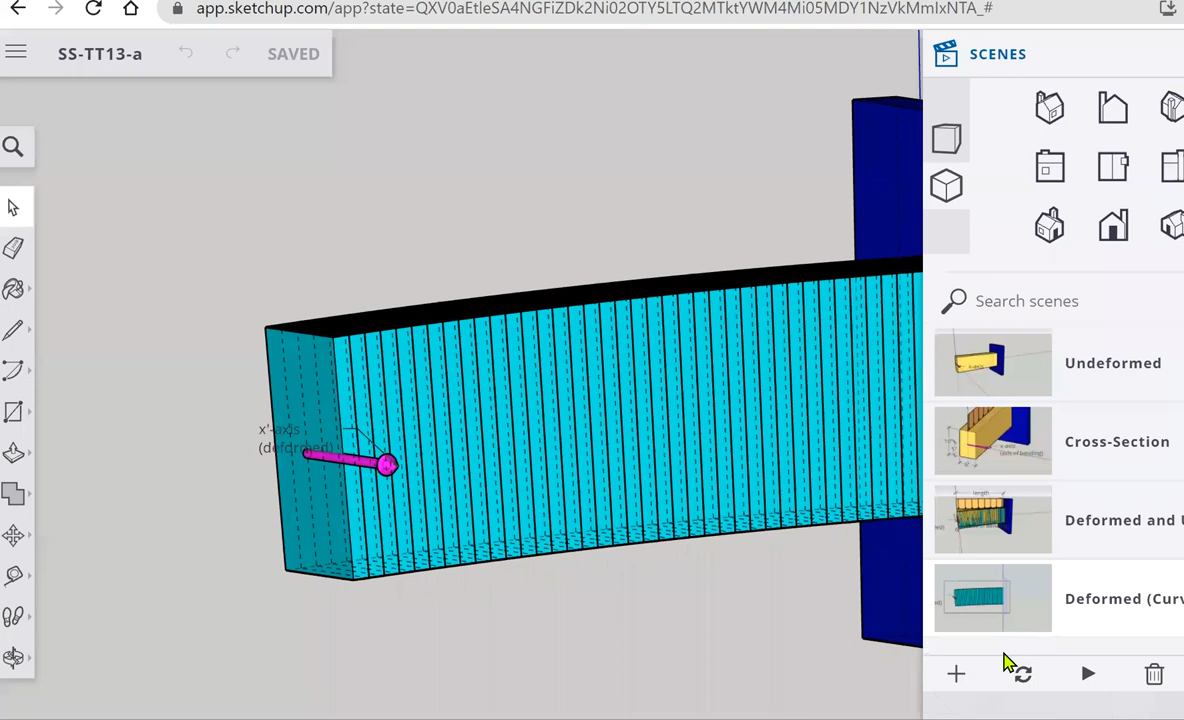 app.sketchup.com/app?state=QXV0aEtleSA4NGFiZDk2Ni02OTY5LTQ2MTktYWM4Mi05MDY1NzVkMmIxNTA_#
SS-TT13-a
SAVED
SCENES
Search scenes
Undeformed
Cross-Section
Deformed and U
Deformed (Curv
x'-axis
(deformed)